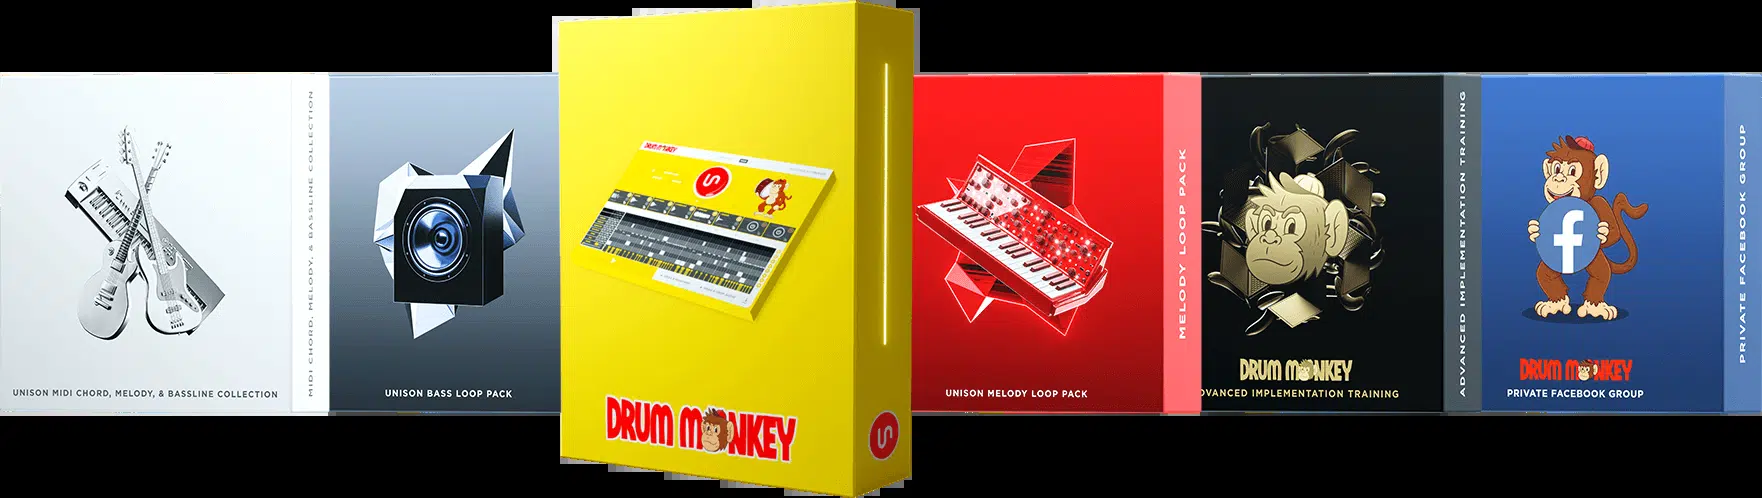 UNISON MIDI CHORD, MELODY, & BASSLINE COLLECTION
MIDI CHORD, MELODY, & BASSLINE COLLECTION
UNISON BASS LOOP PACK
DRUM MONKEY
DRUM MONKEY
UNISON MELODY LOOP PACK
MELODY LOOP PACK
DRUM MONKEY
DVANCED IMPLEMENTATION TRAINING
ADVANCED IMPLEMENTATION TRAINING
f
DRUM MONKEY
PRIVATE FACEBOOK GROUP
PRIVATE FACEBOOK GROUP